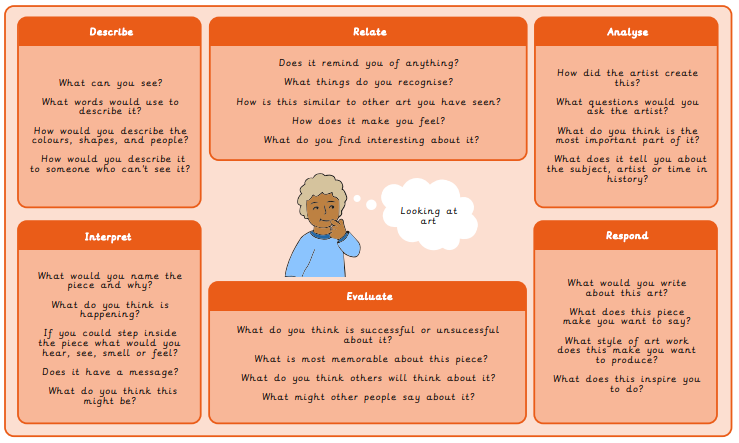 Describe
What can you see?
What words would use to
describe it?
How would you describe the
colours, shapes, and people?
How would you describe it
to someone who can't see it?
Relate
Does it remind you of anything?
What things do you recognise?
How is this similar to other art you have seen?
How does it make you feel?
What do you find interesting about it?
Analyse
How did the artist create
this?
What questions would you
ask the artist?
What do you think is the
most important part of it?
What does it tell you about
the subject, artist or time in
history?
Looking at
art
Interpret
What would you name the
piece and why?
What do you think is
happening?
If you could step inside
the piece what would you
hear, see, smell or feel?
Does it have a message?
What do you think this
might be?
Evaluate
What do you think is successful or unsucessful
about it?
What is most memorable about this piece?
What do you think others will think about it?
What might other people say about it?
Respond
What would you write
about this art?
What does this piece
make you want to say?
What style of art work
does this make you want
to produce?
What does this inspire you
to do?